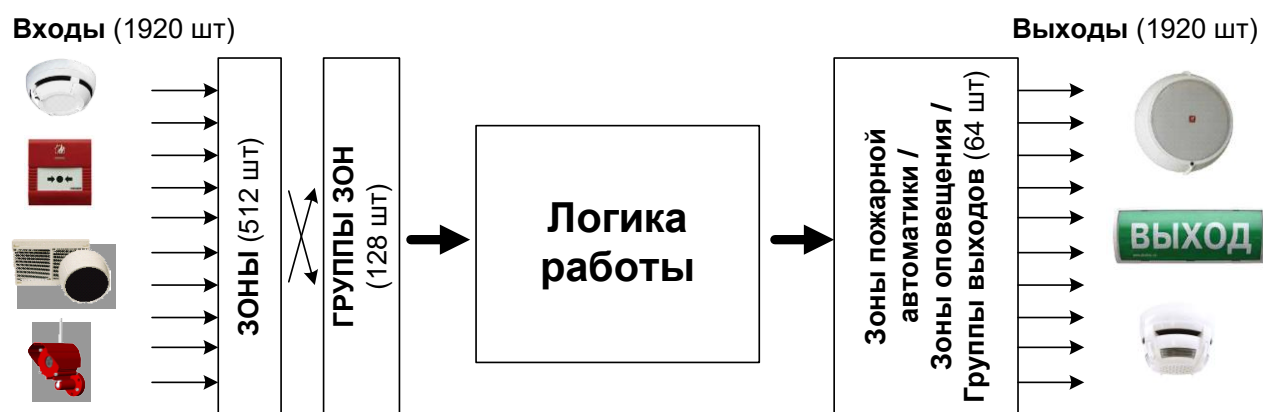 Входы (1920 шт)
Выходы (1920 шт)
ЗОНЫ (512 шт)
ГРУППЫ ЗОН
(128 шт)
Логика
работы
Зоны пожарной
автоматики /
Зоны оповещения /
Группы выходов (64 шт)
ВЫХОД